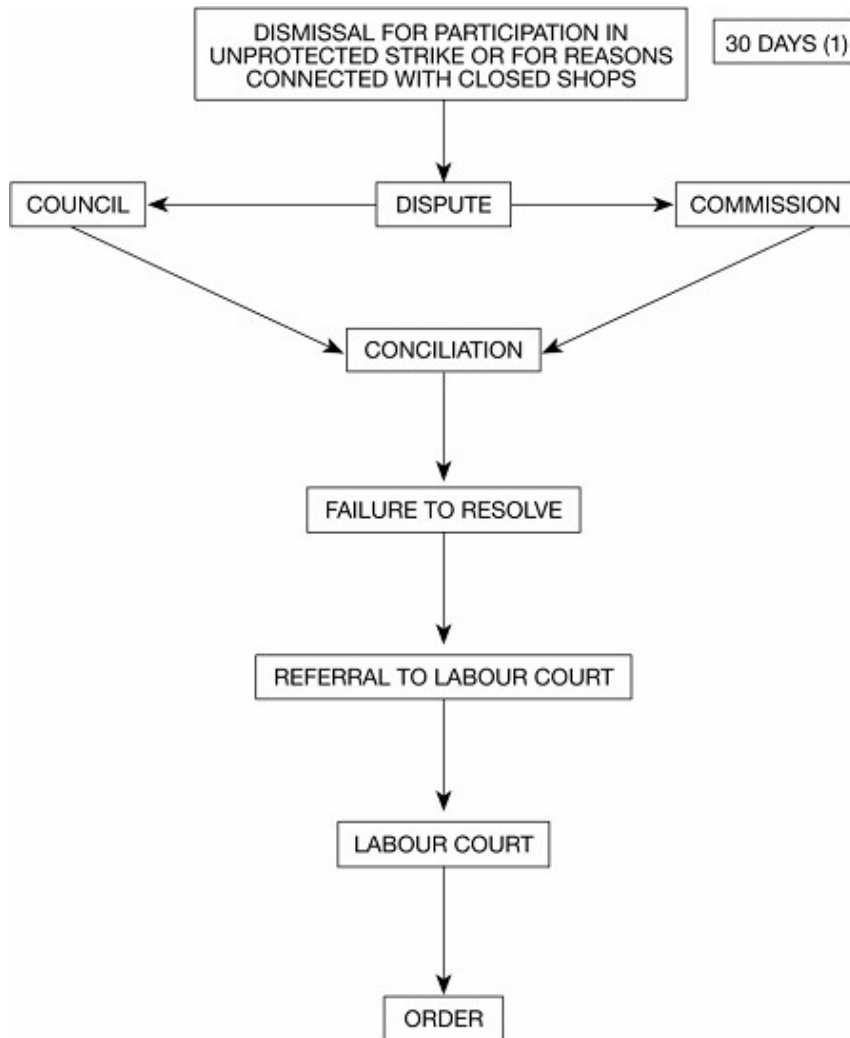 DISMISSAL FOR PARTICIPATION IN
UNPROTECTED STRIKE OR FOR REASONS
CONNECTED WITH CLOSED SHOPS
30 DAYS (1)
COUNCIL
DISPUTE
COMMISSION
CONCILIATION
FAILURE TO RESOLVE
REFERRAL TO LABOUR COURT
LABOUR COURT
ORDER